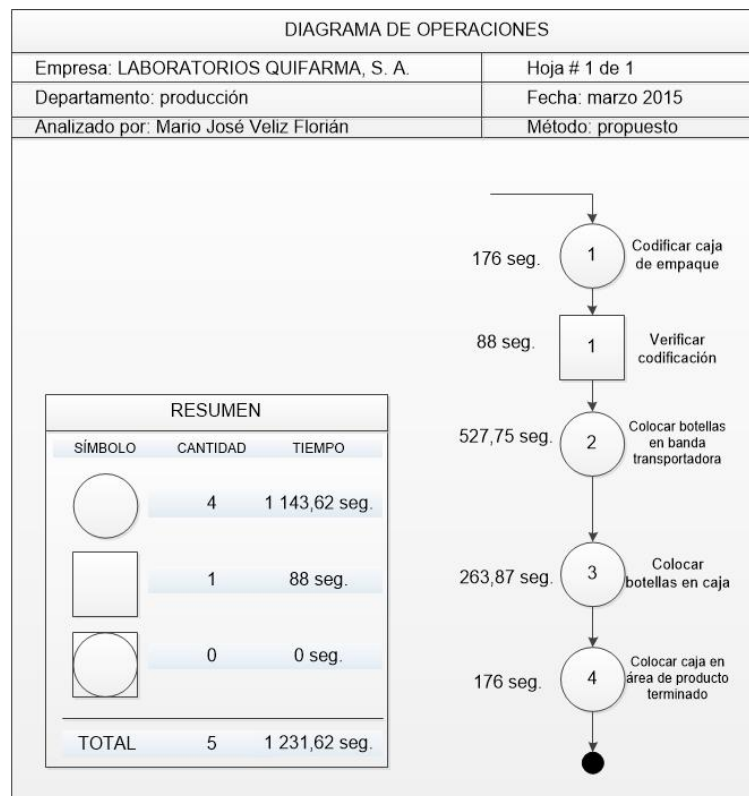 DIAGRAMA DE OPERACIONES
Empresa: LABORATORIOS QUIFARMA, S. A.
Hoja # 1 de 1
Departamento: producción
Fecha: marzo 2015
Analizado por: Mario José Veliz Florián
Método: propuesto
176 seg.
1
Codificar caja
de empaque
88 seg.
1
Verificar
codificación
527,75 seg.
2
Colocar botellas
en banda
transportadora
263,87 seg.
3
Colocar
botellas en caja
176 seg.
4
Colocar caja en
área de producto
terminado
RESUMEN
SÍMBOLO CANTIDAD TIEMPO
4 1 143,62 seg.
1 88 seg.
0 0 seg.
TOTAL 5 1 231,62 seg.